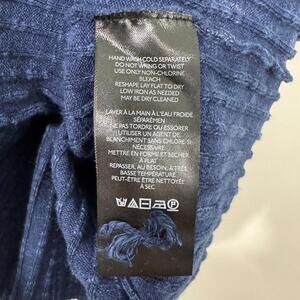 HAND WASH COLD SEPARATELY
DO NOT WRING OR TWIST
USE ONLY NON-CHLORINE
BLEACH
RESHAPE LAY FLAT TO DRY
LOW IRON AS NEEDED
MAY BE DRY CLEANED
LAVER À LA MAIN À L'EAU FROIDE
SÉPARÉMEN
NE PAS TORDRE OU ESSORER
UTILISER UN AGENT DE
BLANCHIMENT SANS CHLORE SI
NÉCESSAIRE
METTRE EN FORME ET SÉCHER
À PLAT
REPASSER, AU BESOIN, À TRÈS
BASSE TEMPÉRATURE
PEUT-ÊTRE ÊTRE NETTOYÉE
À SEC